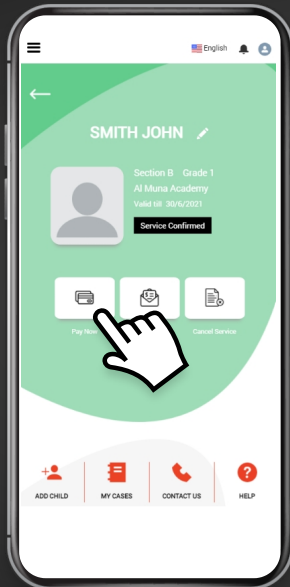 English
SMITH JOHN
Section B Grade 1
Al Muna Academy
Valid till 30/6/2021
Service Confirmed
Pay Now
Cancel Service
ADD CHILD
MY CASES
CONTACT US
HELP